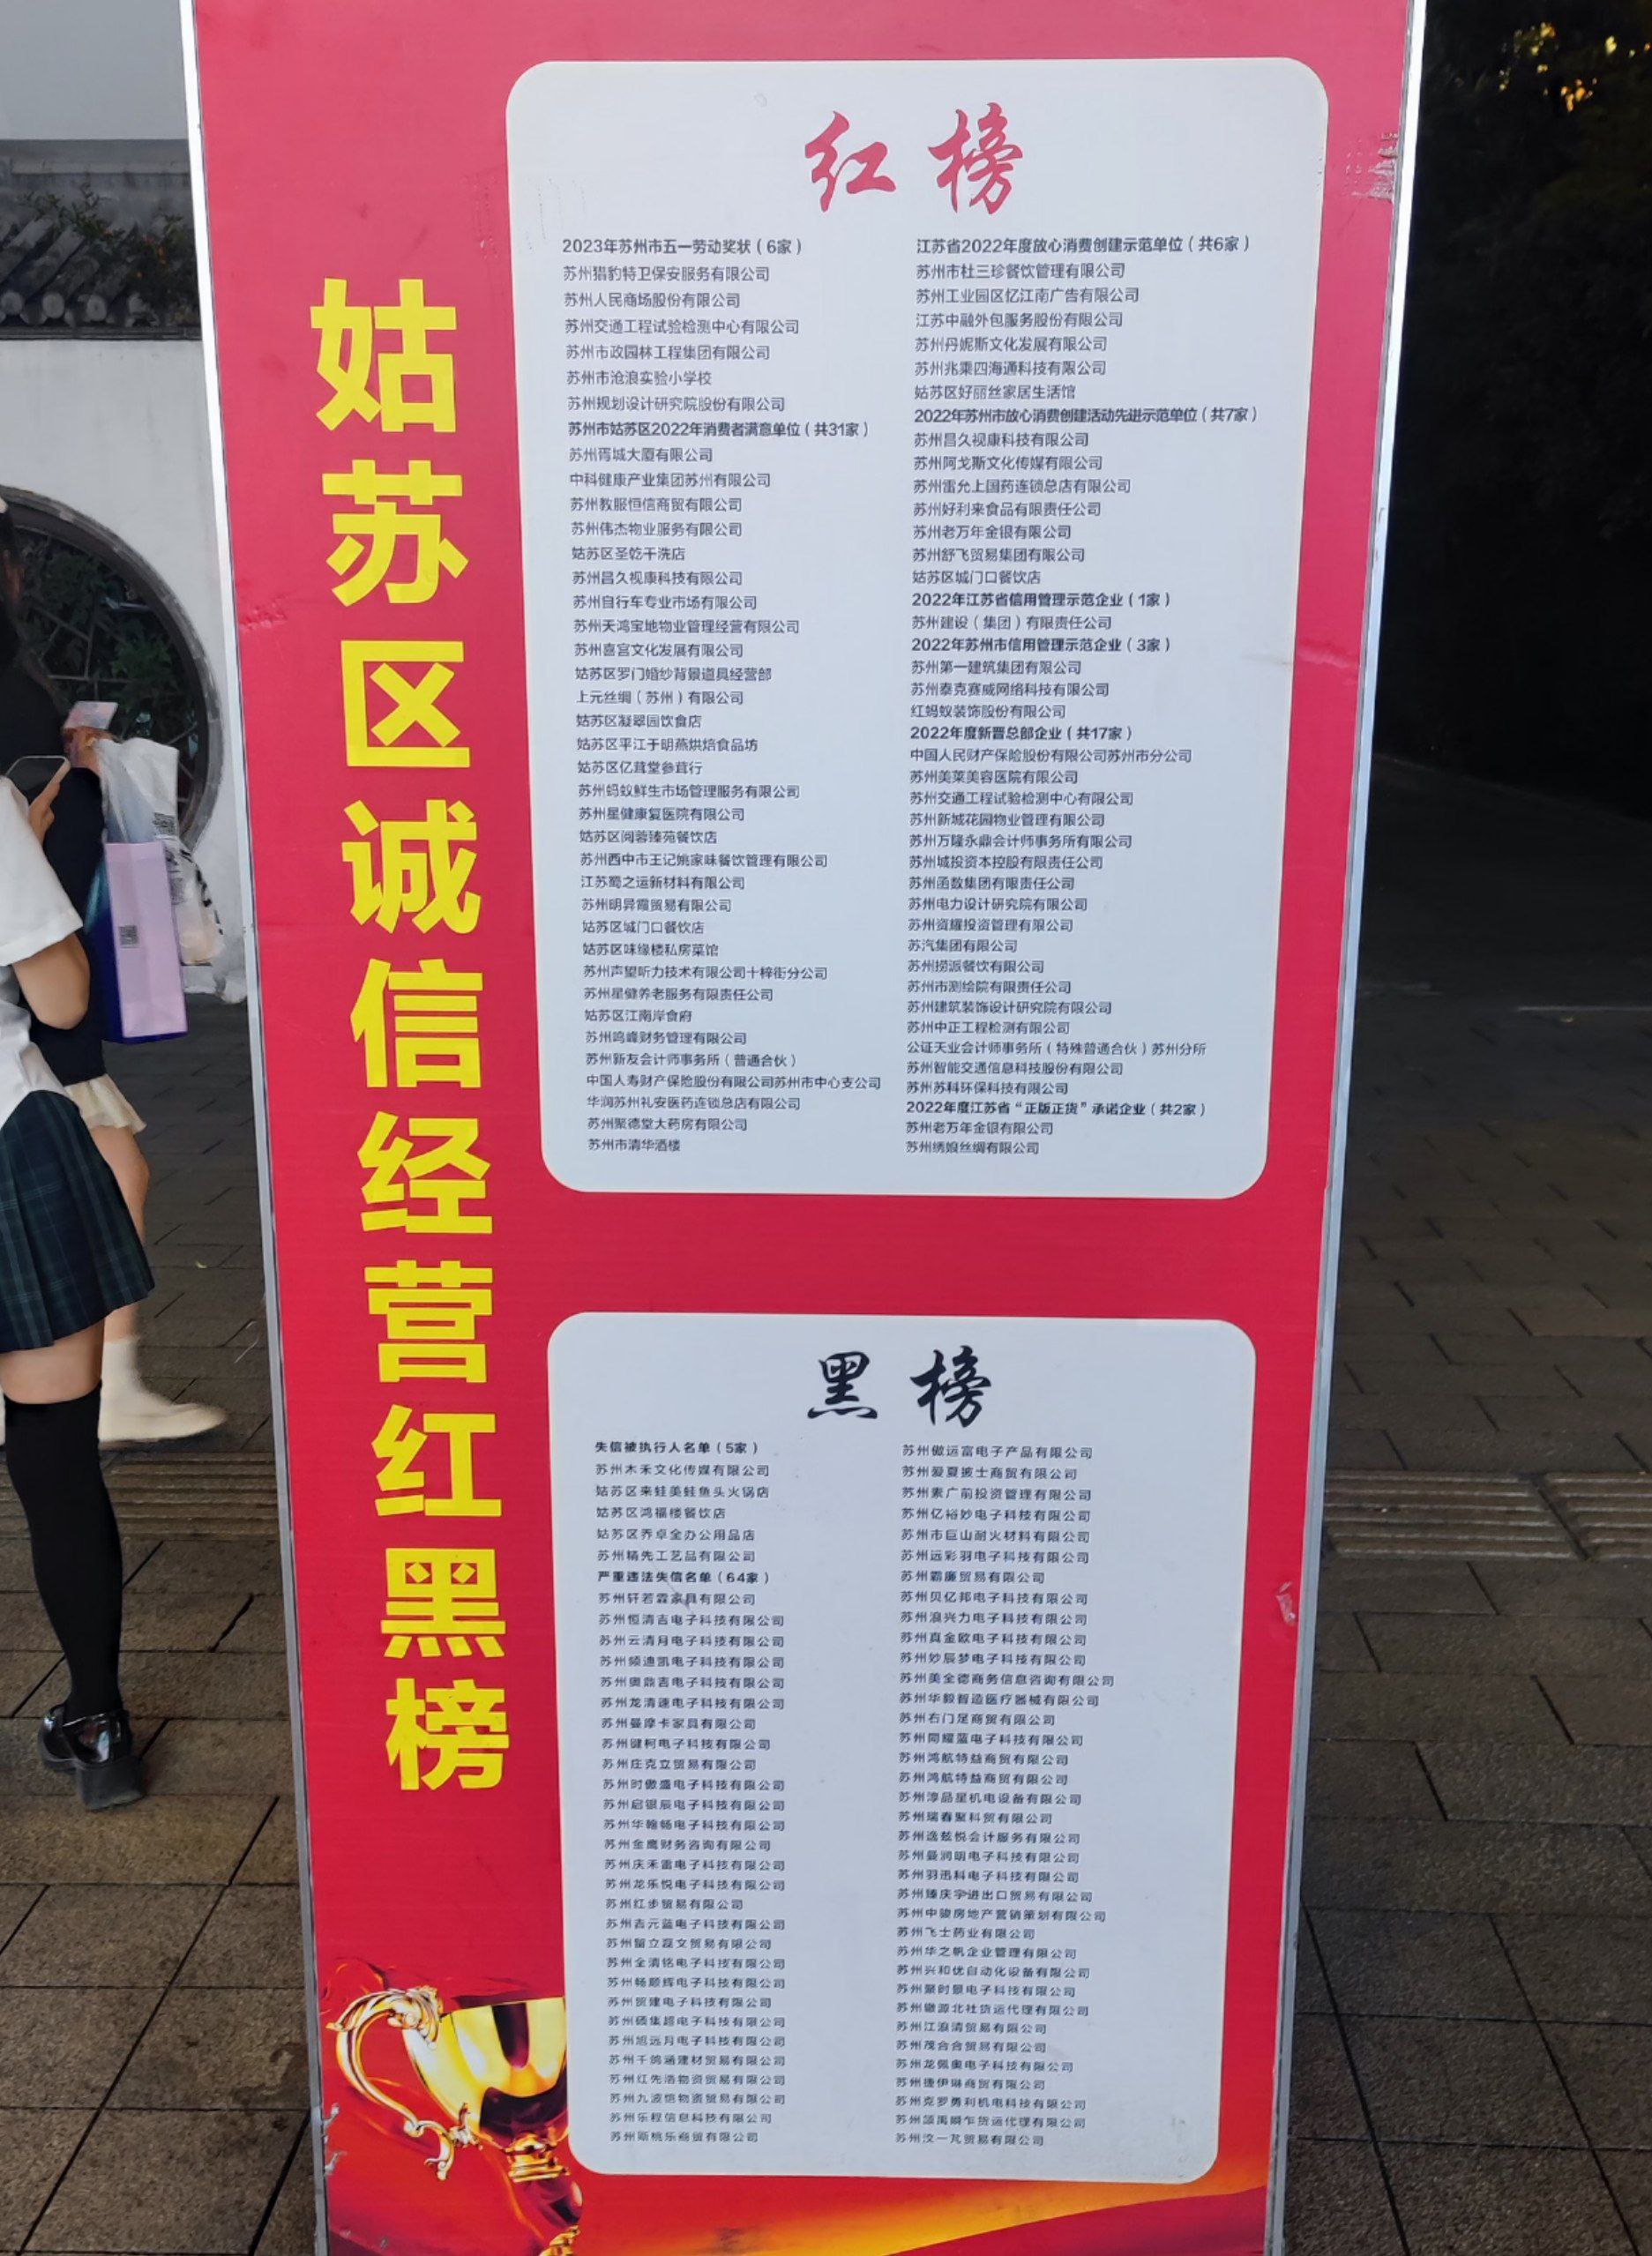 姑苏区诚信经营红黑榜
红榜
2023年苏州市五一劳动奖状（6家）
苏州猎豹特卫保安服务有限公司
苏州人民商场股份有限公司
苏州交通工程试验检测中心有限公司
苏州市政园林工程集团有限公司
苏州市沧浪实验小学校
苏州规划设计研究院股份有限公司
苏州市姑苏区2022年消费者满意单位（共31家）
苏州胥城大厦有限公司
中科健康产业集团苏州有限公司
苏州教服恒信商贸有限公司
苏州伟杰物业服务有限公司
姑苏区圣乾干洗店
苏州昌久视康科技有限公司
苏州自行车专业市场有限公司
苏州天鸿宝地物业管理经营有限公司
苏州喜宫文化发展有限公司
姑苏区罗门婚纱背景道具经营部
上元丝绸（苏州）有限公司
姑苏区凝翠园饮食店
姑苏区平江于明燕烘焙食品坊
姑苏区亿茸堂参茸行
苏州蚂蚁鲜生市场管理服务有限公司
苏州星健康复医院有限公司
姑苏区阅蓉臻苑餐饮店
苏州西中市王记姚家味餐饮管理有限公司
江苏蜀之运新材料有限公司
苏州明异霞贸易有限公司
姑苏区城门口餐饮店
姑苏区味缘楼私房菜馆
苏州声望听力技术有限公司十梓街分公司
苏州星健养老服务有限责任公司
姑苏区江南岸食府
苏州鸣峰财务管理有限公司
苏州新友会计师事务所（普通合伙）
中国人寿财产保险股份有限公司苏州市中心支公司
华润苏州礼安医药连锁总店有限公司
苏州聚德堂大药房有限公司
苏州市清华酒楼
江苏省2022年度放心消费创建示范单位（共6家）
苏州市杜三珍餐饮管理有限公司
苏州工业园区忆江南广告有限公司
江苏中融外包服务股份有限公司
苏州丹妮斯文化发展有限公司
苏州兆乘四海通科技有限公司
姑苏区好丽丝家居生活馆
2022年苏州市放心消费创建活动先进示范单位（共7家）
苏州昌久视康科技有限公司
苏州阿戈斯文化传媒有限公司
苏州雷允上国药连锁总店有限公司
苏州好利来食品有限责任公司
苏州老万年金银有限公司
苏州舒飞贸易集团有限公司
姑苏区城门口餐饮店
2022年江苏省信用管理示范企业（1家）
苏州建设（集团）有限责任公司
2022年苏州市信用管理示范企业（3家）
苏州第一建筑集团有限公司
苏州泰克赛威网络科技有限公司
红蚂蚁装饰股份有限公司
2022年度新晋总部企业（共17家）
中国人民财产保险股份有限公司苏州市分公司
苏州美莱美容医院有限公司
苏州交通工程试验检测中心有限公司
苏州新城花园物业管理有限公司
苏州万隆永鼎会计师事务所有限公司
苏州城投资本控股有限责任公司
苏州函数集团有限责任公司
苏州电力设计研究院有限公司
苏州资耀投资管理有限公司
苏汽集团有限公司
苏州捞派餐饮有限公司
苏州市测绘院有限责任公司
苏州建筑装饰设计研究院有限公司
苏州中正工程检测有限公司
公证天业会计师事务所（特殊普通合伙）苏州分所
苏州智能交通信息科技股份有限公司
苏州苏科环保科技有限公司
2022年度江苏省“正版正货”承诺企业（共2家）
苏州老万年金银有限公司
苏州绣娘丝绸有限公司
黑榜
失信被执行人名单（5家）
苏州木禾文化传媒有限公司
姑苏区来蛙美蛙鱼头火锅店
姑苏区鸿福楼餐饮店
姑苏区乔卓全办公用品店
苏州精先工艺品有限公司
严重违法失信名单（64家）
苏州轩若霖家具有限公司
苏州恒清吉电子科技有限公司
苏州云清月电子科技有限公司
苏州频迪凯电子科技有限公司
苏州奥鼎吉电子科技有限公司
苏州龙清速电子科技有限公司
苏州曼摩卡家具有限公司
苏州键柯电子科技有限公司
苏州庄克立贸易有限公司
苏州时傲盛电子科技有限公司
苏州启银辰电子科技有限公司
苏州华翰畅电子科技有限公司
苏州金鹰财务咨询有限公司
苏州庆禾雷电子科技有限公司
苏州龙乐悦电子科技有限公司
苏州红步贸易有限公司
苏州吉元蓝电子科技有限公司
苏州留立磊文贸易有限公司
苏州全清铭电子科技有限公司
苏州畅顺辉电子科技有限公司
苏州贸建电子科技有限公司
苏州硕集超电子科技有限公司
苏州旭远月电子科技有限公司
苏州千鸽涵建材贸易有限公司
苏州红先浩物资贸易有限公司
苏州九波恺物资贸易有限公司
苏州乐程信息科技有限公司
苏州斯桃乐商贸有限公司
苏州傲运富电子产品有限公司
苏州爱夏披士商贸有限公司
苏州素广前投资管理有限公司
苏州亿裕妙电子科技有限公司
苏州市巨山耐火材料有限公司
苏州远彩羽电子科技有限公司
苏州霸廉贸易有限公司
苏州贝亿邦电子科技有限公司
苏州浪兴力电子科技有限公司
苏州真金欧电子科技有限公司
苏州妙辰梦电子科技有限公司
苏州美全德商务信息咨询有限公司
苏州华毅智造医疗器械有限公司
苏州右门足商贸有限公司
苏州同耀蓝电子科技有限公司
苏州鸿航特益商贸有限公司
苏州鸿航特益商贸有限公司
苏州淳品星机电设备有限公司
苏州瑞春聚科贸有限公司
苏州逸兹悦会计服务有限公司
苏州曼润明电子科技有限公司
苏州羽迅科电子科技有限公司
苏州臻庆宇进出口贸易有限公司
苏州中骏房地产营销策划有限公司
苏州飞士药业有限公司
苏州华之帆企业管理有限公司
苏州兴和优自动化设备有限公司
苏州聚时景电子科技有限公司
苏州徽源北社货运代理有限公司
苏州江浪清贸易有限公司
苏州茂合合贸易有限公司
苏州龙佩奥电子科技有限公司
苏州捷伊琳商贸有限公司
苏州克罗勇利机电科技有限公司
苏州颂禹瞬乍货运代理有限公司
苏州汶一芃贸易有限公司